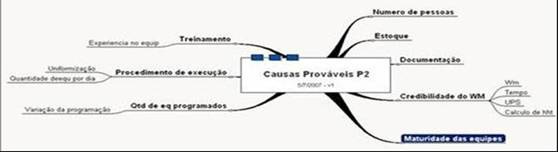 Numero de pessoas
Treinamento
Experiencia no equip
Estoque
Documentação
Causas Prováveis P2
Uniformização
Procedimento de execução
Quantidade deequ por dia
Wm
Tempo
Credibilidade do WM
UPS
Calculo de NM
Qtd de eq programados
Variação da programação
Maturidade das equipes